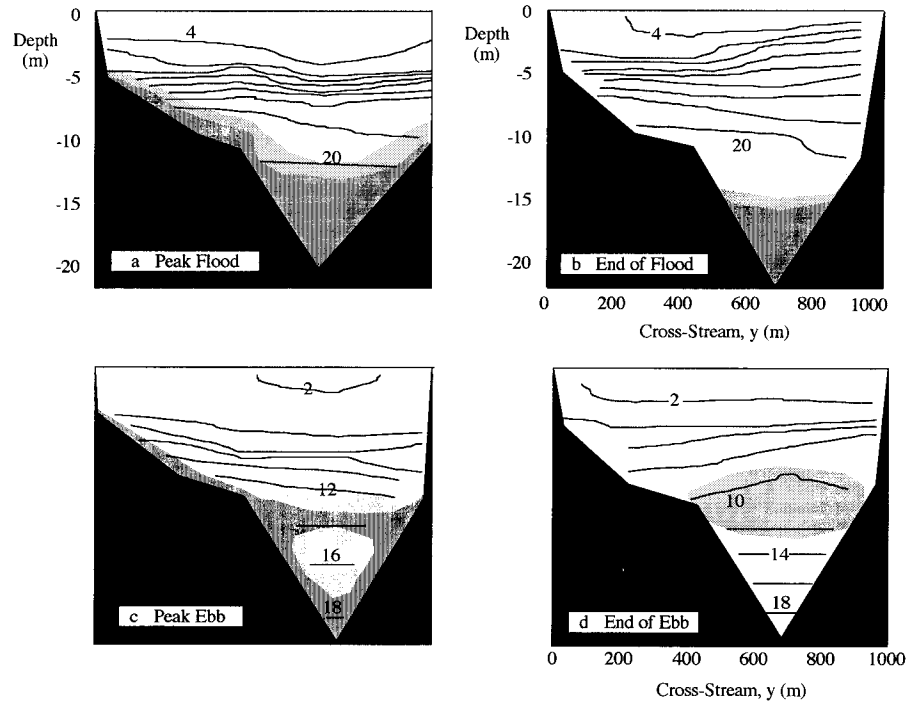 Depth
(m)
0
-5
-10
-15
-20
4
20
a Peak Flood
Depth
(m)
0
-5
-10
-15
-20
4
20
b End of Flood
0 200 400 600 800 1000
Cross-Stream, y (m)
2
12
16
18
c Peak Ebb
2
10
14
18
d End of Ebb
0 200 400 600 800 1000
Cross-Stream, y (m)